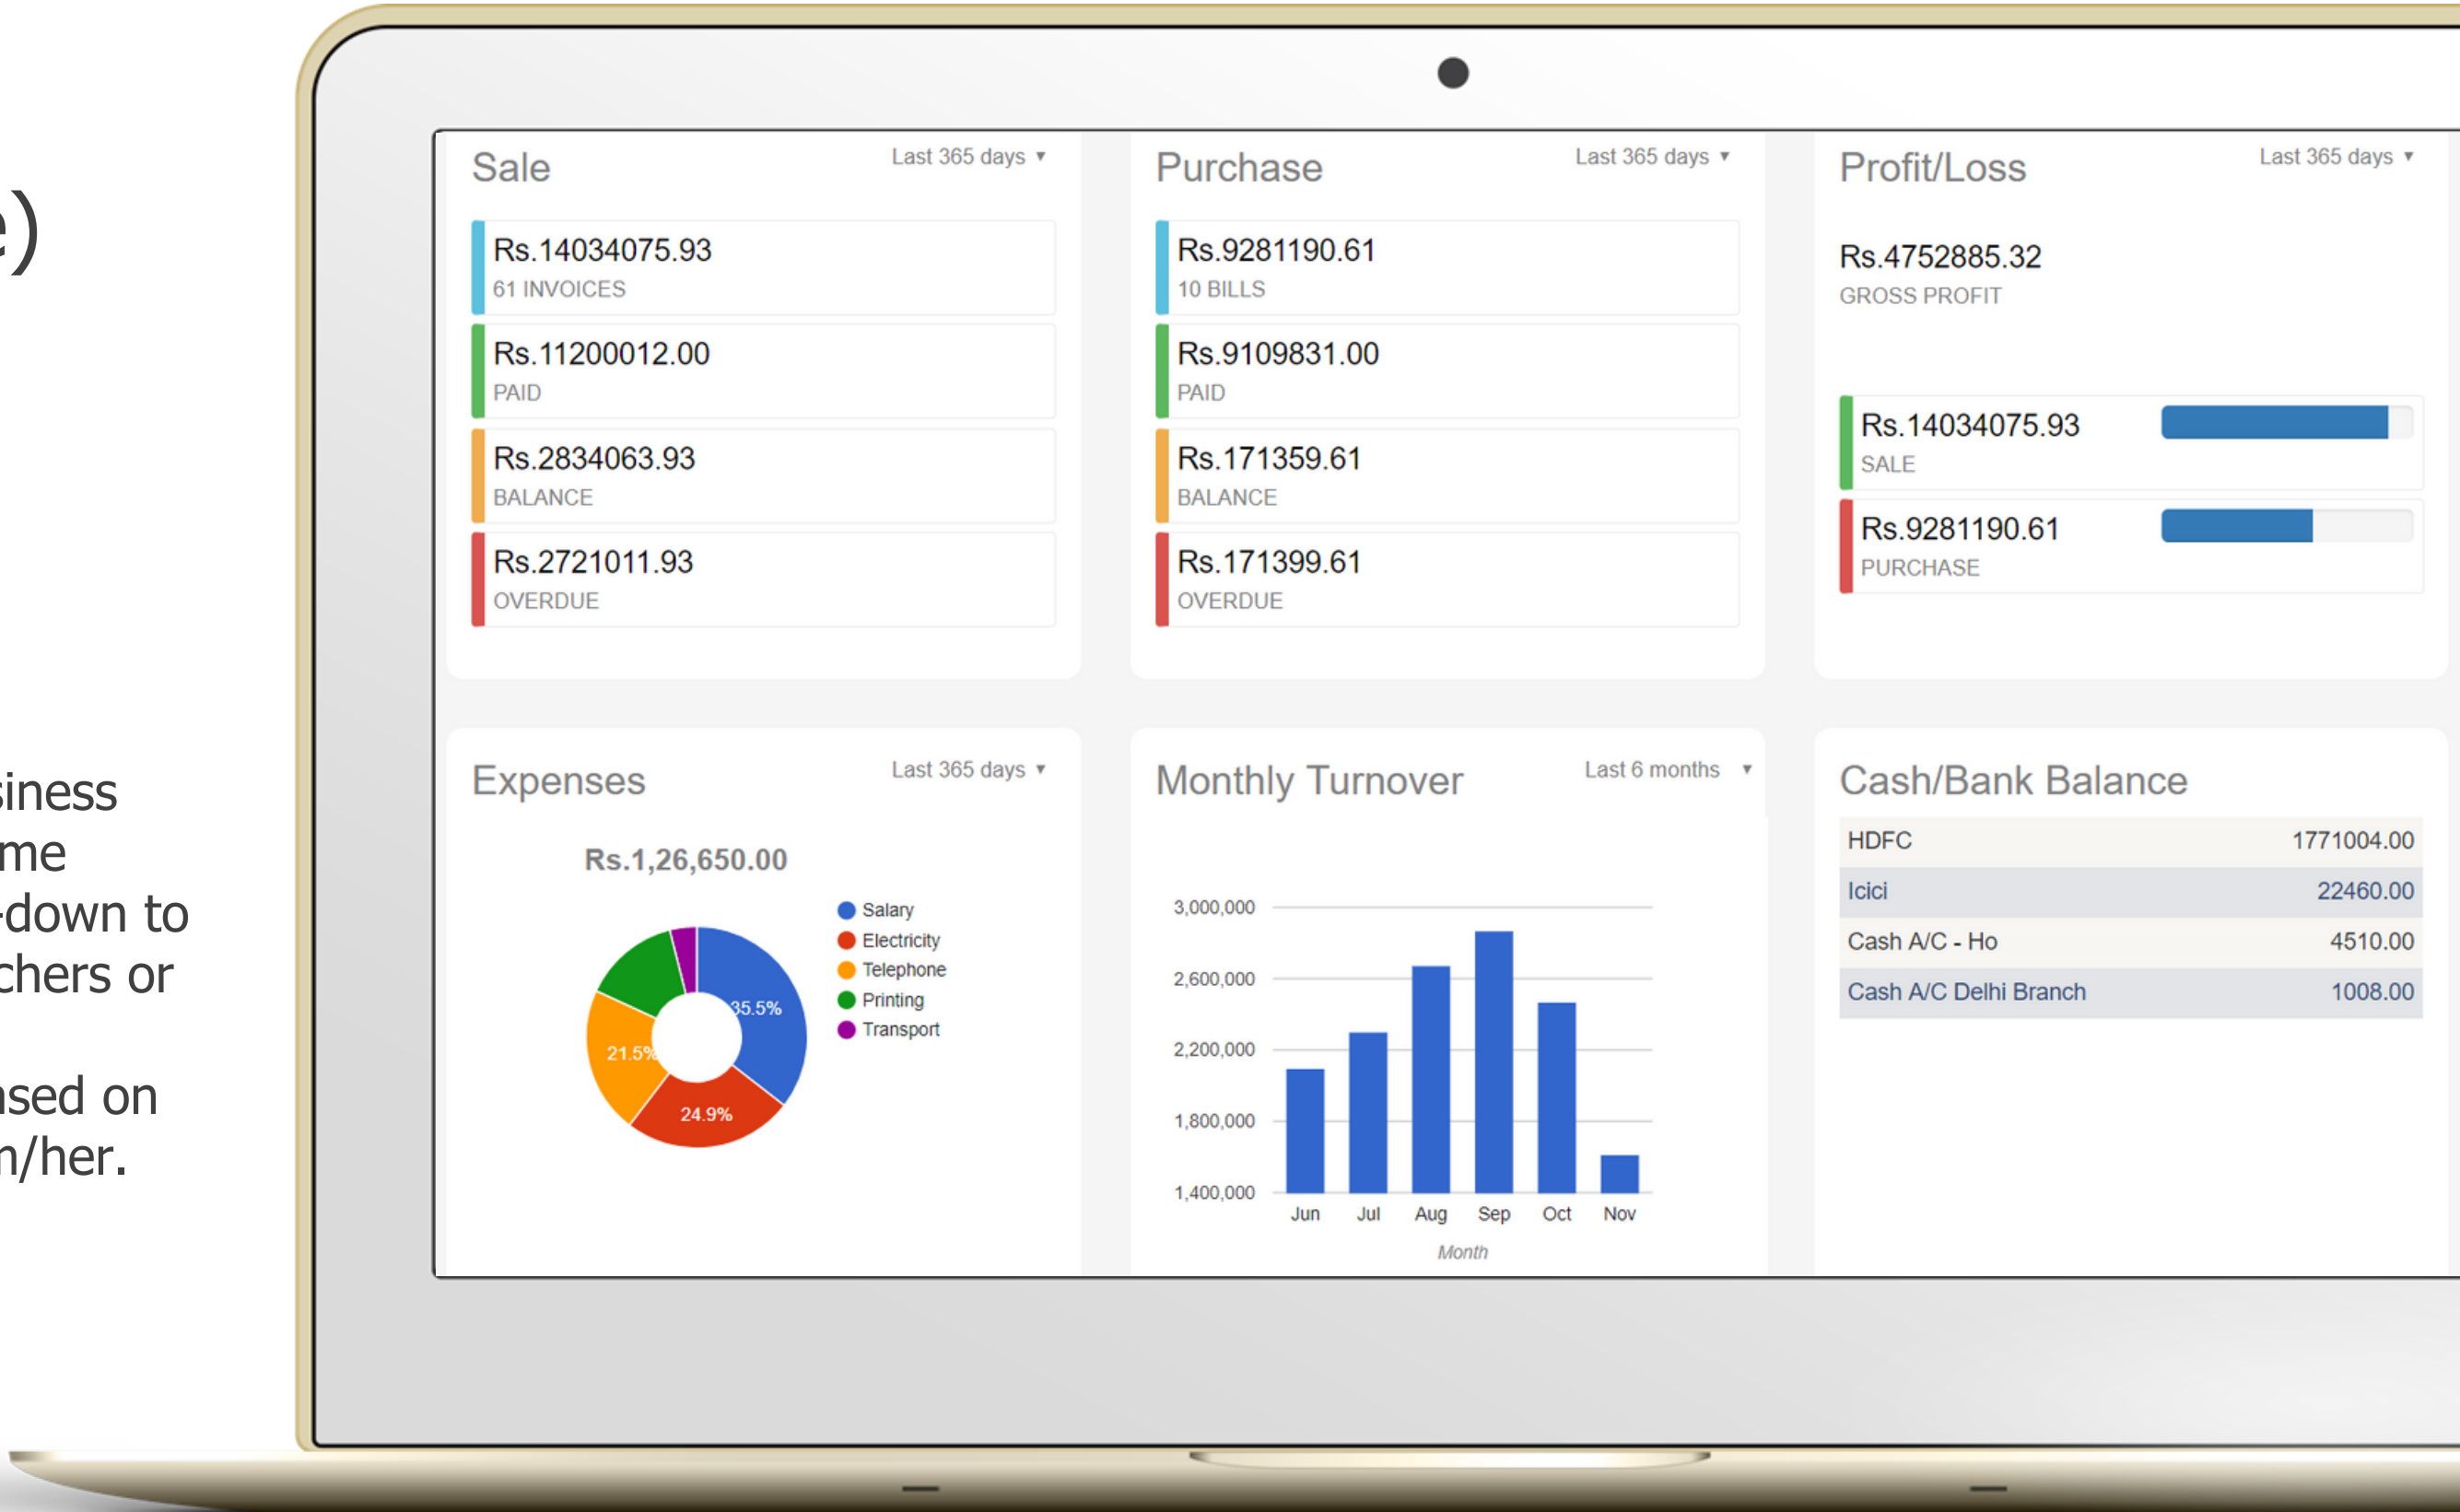 e)
siness
me
-down to
chers or
ased on
m/her.
Sale
Last 365 days ▼
Rs.14034075.93
61 INVOICES
Rs.11200012.00
PAID
Rs.2834063.93
BALANCE
Rs.2721011.93
OVERDUE
Purchase
Last 365 days ▼
Rs.9281190.61
10 BILLS
Rs.9109831.00
PAID
Rs.171359.61
BALANCE
Rs.171399.61
OVERDUE
Profit/Loss
Last 365 days ▼
Rs.4752885.32
GROSS PROFIT
Rs.14034075.93
SALE
Rs.9281190.61
PURCHASE
Expenses
Last 365 days ▼
Rs.1,26,650.00
35.5%
24.9%
21.5%
Salary
Electricity
Telephone
Printing
Transport
Monthly Turnover
Last 6 months ▼
3,000,000
2,600,000
2,200,000
1,800,000
1,400,000
Jun Jul Aug Sep Oct Nov
Month
Cash/Bank Balance
HDFC 1771004.00
Icici 22460.00
Cash A/C - Ho 4510.00
Cash A/C Delhi Branch 1008.00